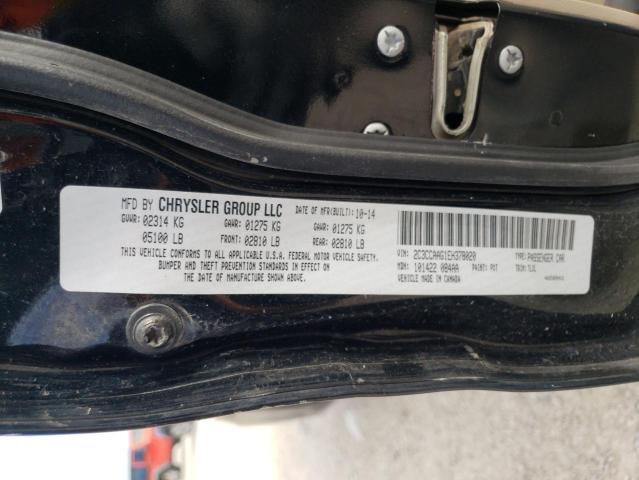 MFD BY CHRYSLER GROUP LLC DATE OF MFR(BUILT): 10-14
GVWR: 02314 KG GAWR: 01275 KG GAWR: 01275 KG
05100 LB FRONT: 02810 LB REAR: 02810 LB
THIS VEHICLE CONFORMS TO ALL APPLICABLE U.S.A. FEDERAL MOTOR VEHICLE SAFETY,
BUMPER AND THEFT PREVENTION STANDARDS IN EFFECT ON
THE DATE OF MANUFACTURE SHOWN ABOVE.
VIN: 2C3CCAAG1EH378020 TYPE: PASSENGER CAR
MDH: 101422 084AA PAINT: PXT TRIM: TLXL
VEHICLE MADE IN CANADA